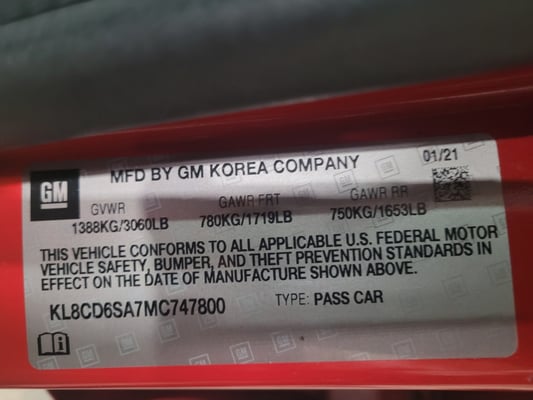 MFD BY GM KOREA COMPANY
01/21
GM
GVWR GAWR FRT GAWR RR
1388KG/3060LB 780KG/1719LB 750KG/1653LB
THIS VEHICLE CONFORMS TO ALL APPLICABLE U.S. FEDERAL MOTOR
VEHICLE SAFETY, BUMPER, AND THEFT PREVENTION STANDARDS IN
EFFECT ON THE DATE OF MANUFACTURE SHOWN ABOVE.
KL8CD6SA7MC747800 TYPE: PASS CAR